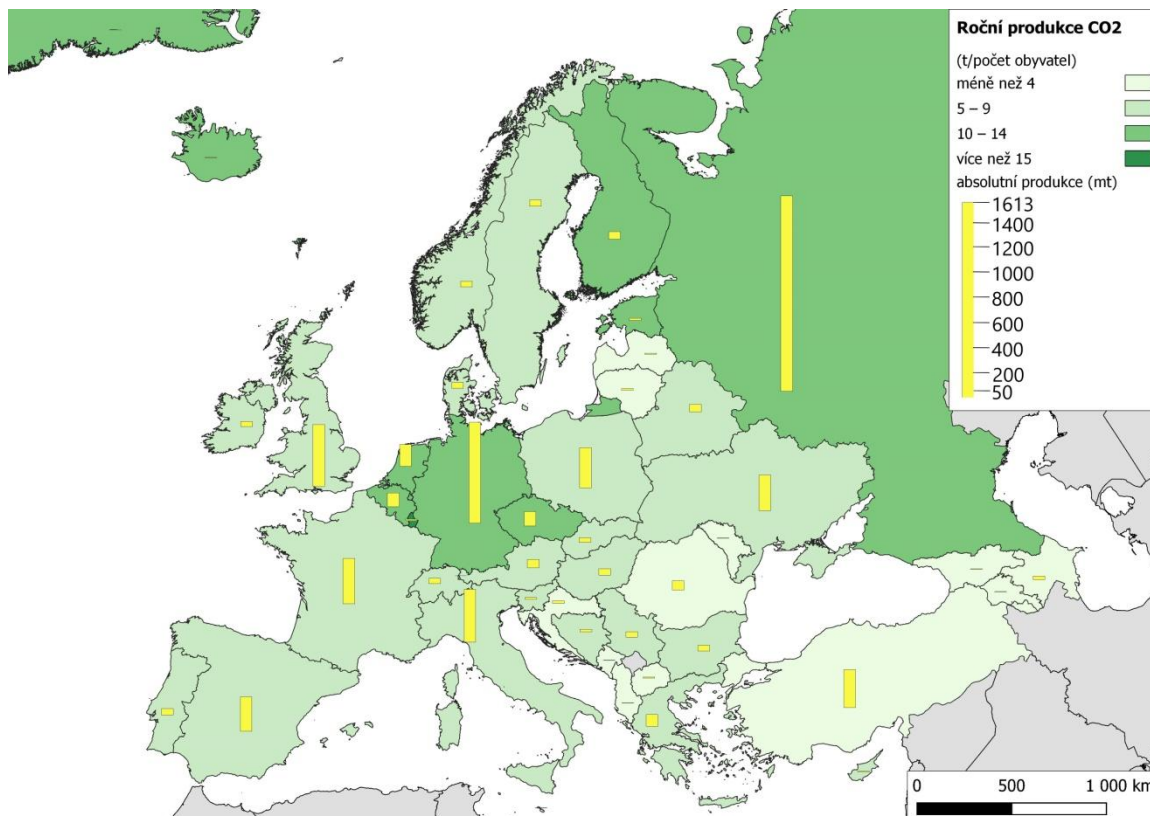 Roční produkce CO2
(t/počet obyvatel)
méně než 4
5 – 9
10 – 14
více než 15
absolutní produkce (mt)
1613
1400
1200
1000
800
600
400
200
50
0 500 1 000 km